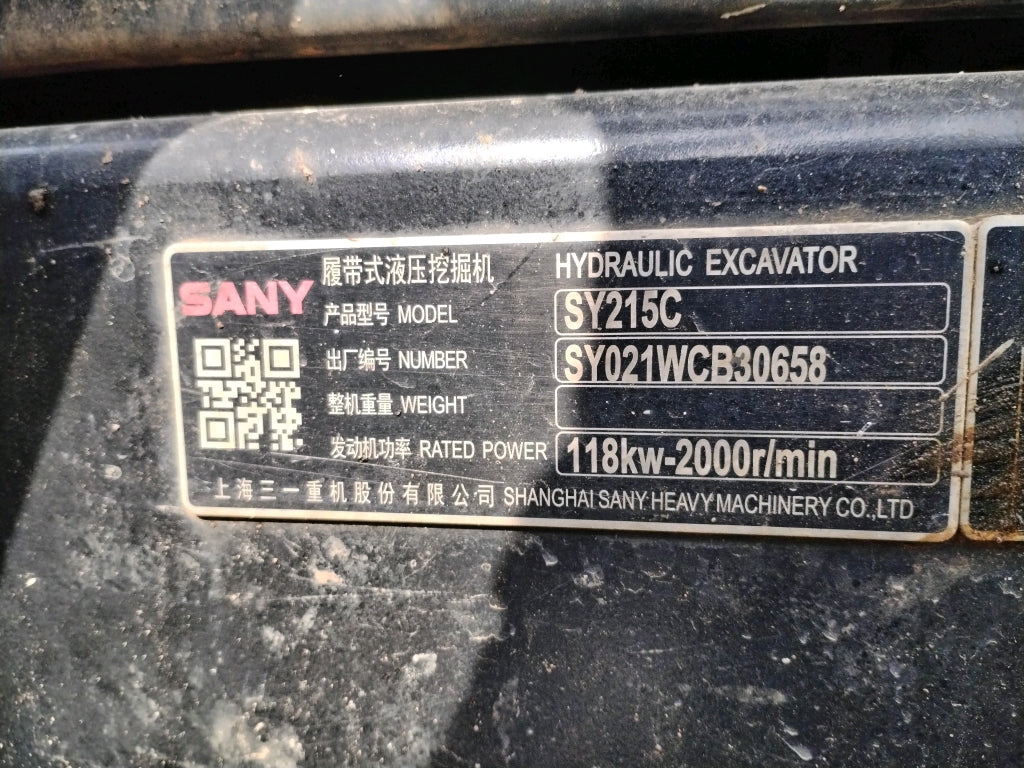 履带式液压挖掘机 HYDRAULIC EXCAVATOR
SANY
产品型号 MODEL SY215C
出厂编号 NUMBER SY021WCB30658
整机重量 WEIGHT
发动机功率 RATED POWER 118kw-2000r/min
上海三一重机股份有限公司 SHANGHAI SANY HEAVY MACHINERY CO.,LTD